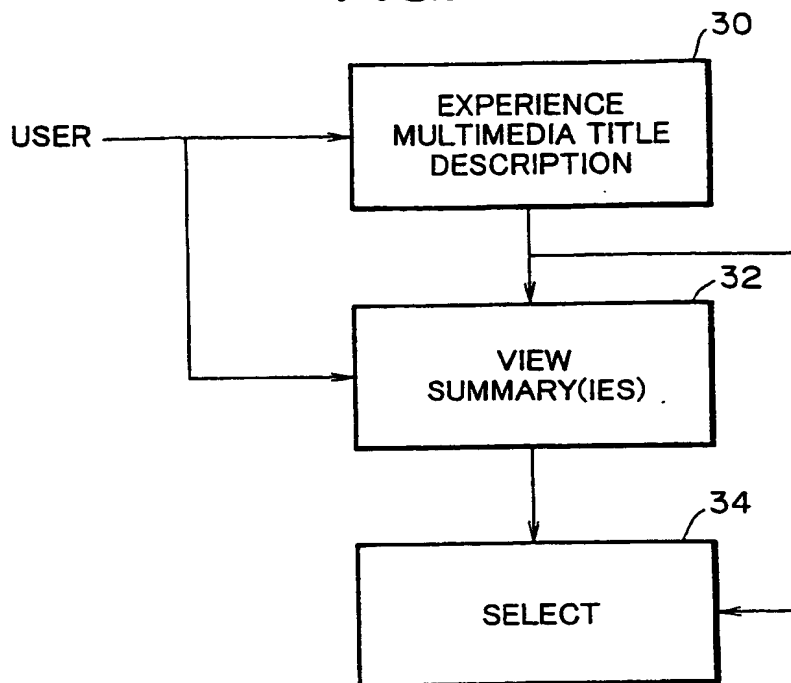 30
EXPERIENCE
MULTIMEDIA TITLE
DESCRIPTION
USER
32
VIEW
SUMMARY(IES)
34
SELECT